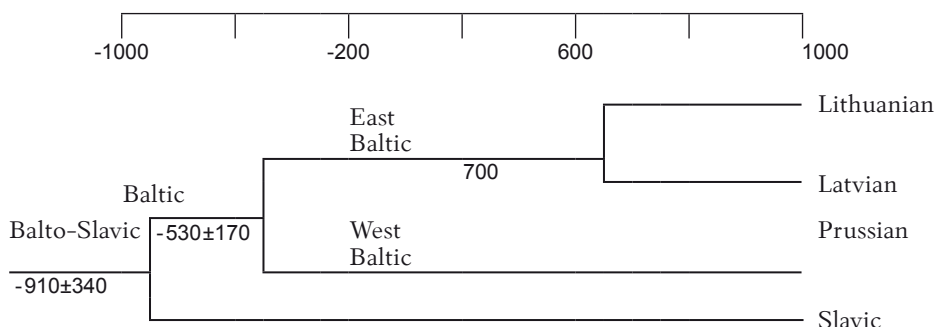 -1000 -200 600 1000
Lithuanian
East
Baltic
700
Latvian
Baltic
Balto-Slavic
-530±170
West
Baltic
Prussian
-910±340
Slavic